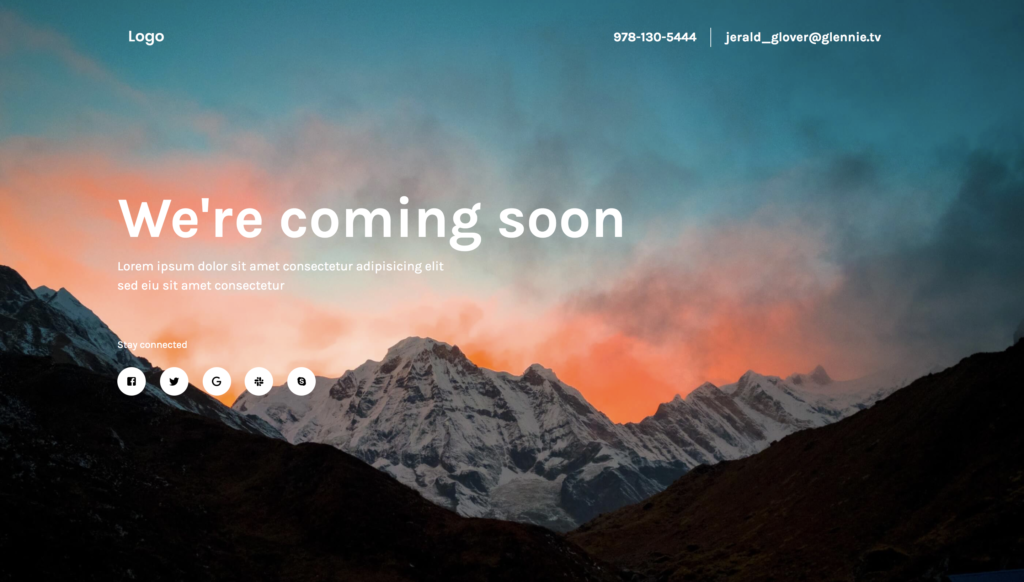 Logo
978-130-5444 | jerald_glover@glennie.tv
We're coming soon
Lorem ipsum dolor sit amet consectetur adipisicing elit
sed eiu sit amet consectetur
Stay connected